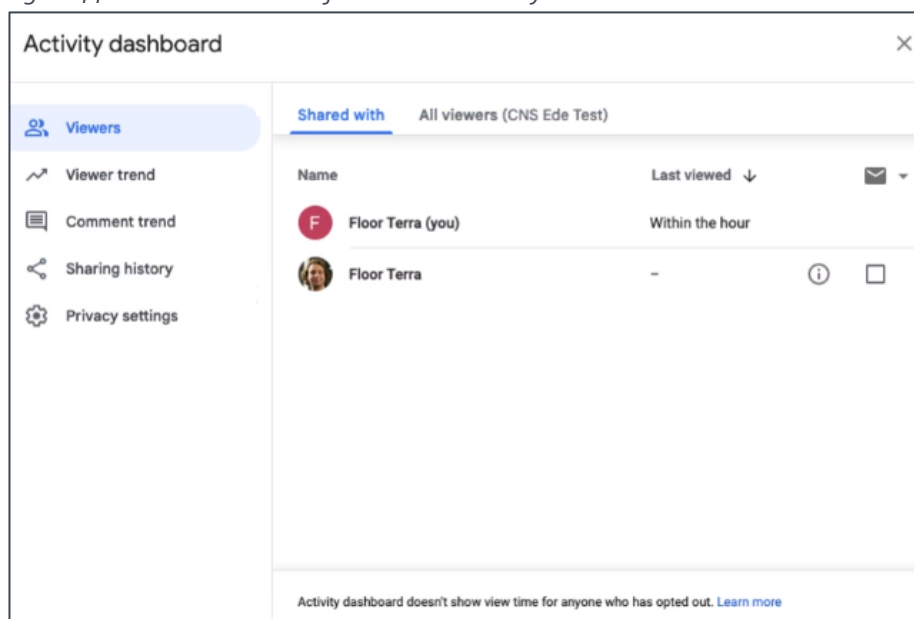 Activity dashboard
Viewers
Viewer trend
Comment trend
Sharing history
Privacy settings
Shared with All viewers (CNS Ede Test)
Name Last viewed
F Floor Terra (you) Within the hour
Floor Terra –
Activity dashboard doesn't show view time for anyone who has opted out. Learn more